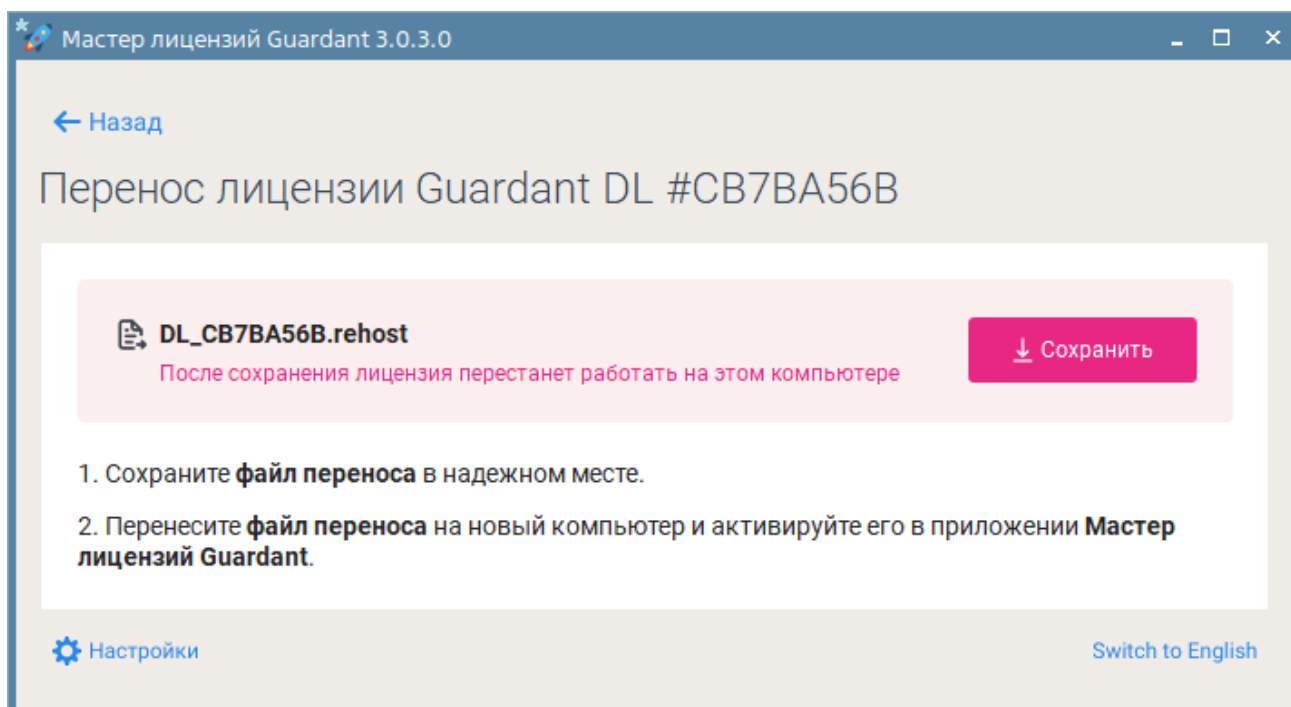 Мастер лицензий Guardant 3.0.3.0
Назад
Перенос лицензии Guardant DL #CB7BA56B
DL_CB7BA56B.rehost
После сохранения лицензия перестанет работать на этом компьютере
Сохранить
1. Сохраните файл переноса в надежном месте.
2. Перенесите файл переноса на новый компьютер и активируйте его в приложении Мастер
лицензий Guardant.
Настройки
Switch to English